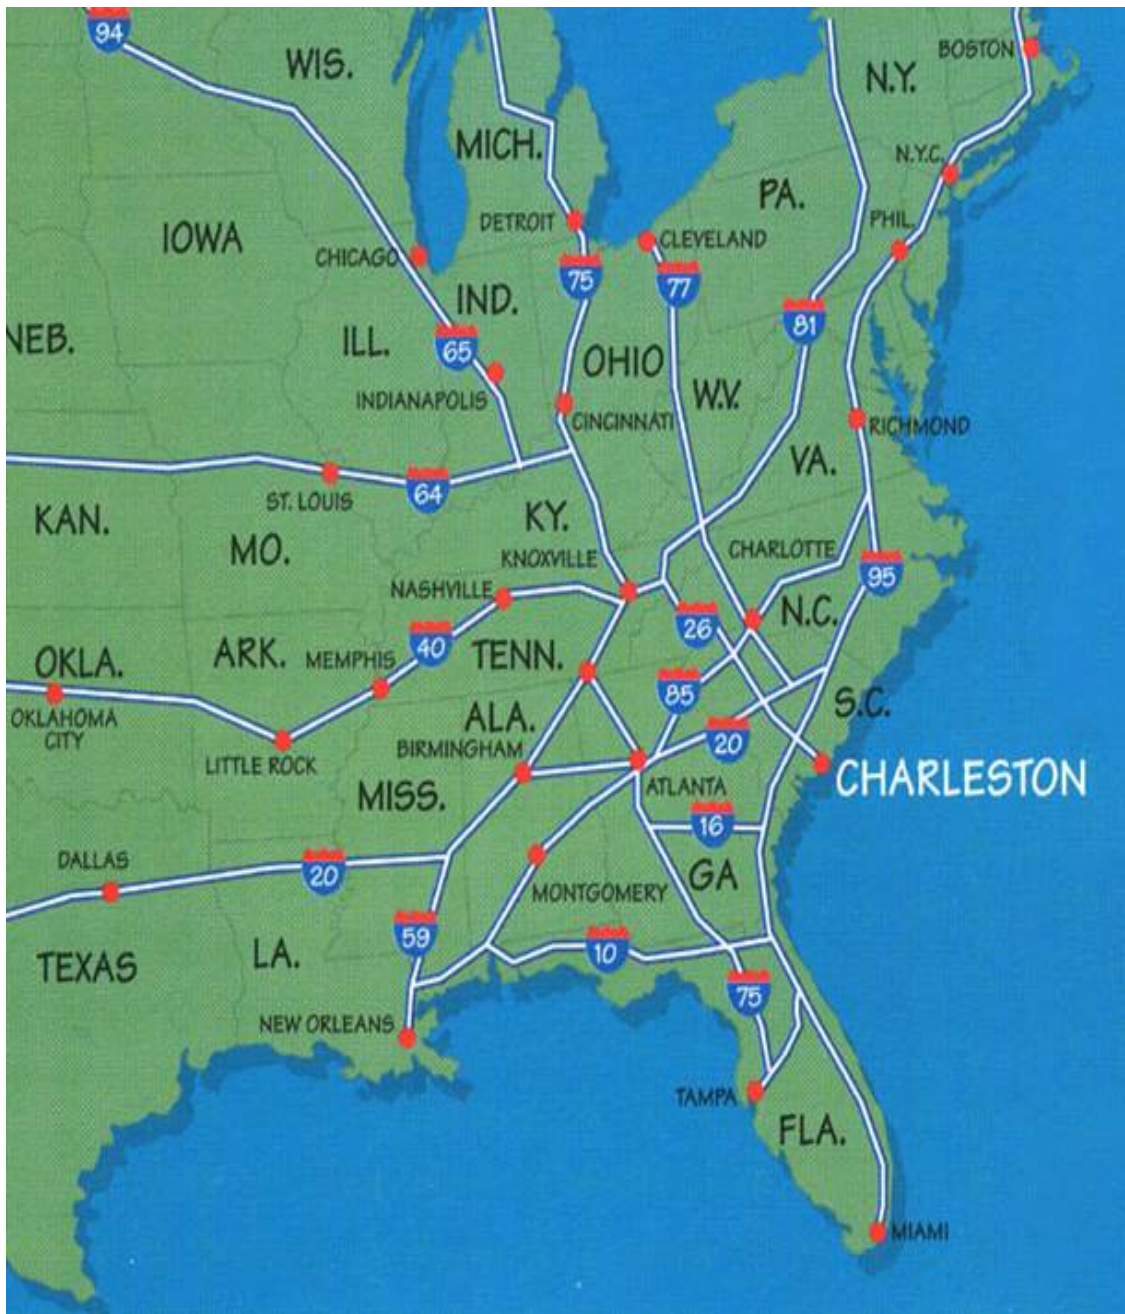 94
WIS.
N.Y.
BOSTON
MICH.
N.Y.C.
PA.
IOWA
DETROIT
PHIL.
CHICAGO
CLEVELAND
75
77
IND.
81
NEB.
ILL.
65
OHIO
W.V.
INDIANAPOLIS
CINCINNATI
RICHMOND
VA.
ST. LOUIS
64
KAN.
KY.
MO.
KNOXVILLE
CHARLOTTE
95
NASHVILLE
N.C.
26
40
ARK.
MEMPHIS
TENN.
OKLA.
85
S.C.
OKLAHOMA
CITY
ALA.
20
BIRMINGHAM
LITTLE ROCK
CHARLESTON
ATLANTA
MISS.
16
DALLAS
20
GA
MONTGOMERY
59
10
LA.
TEXAS
75
NEW ORLEANS
TAMPA
FLA.
MIAMI